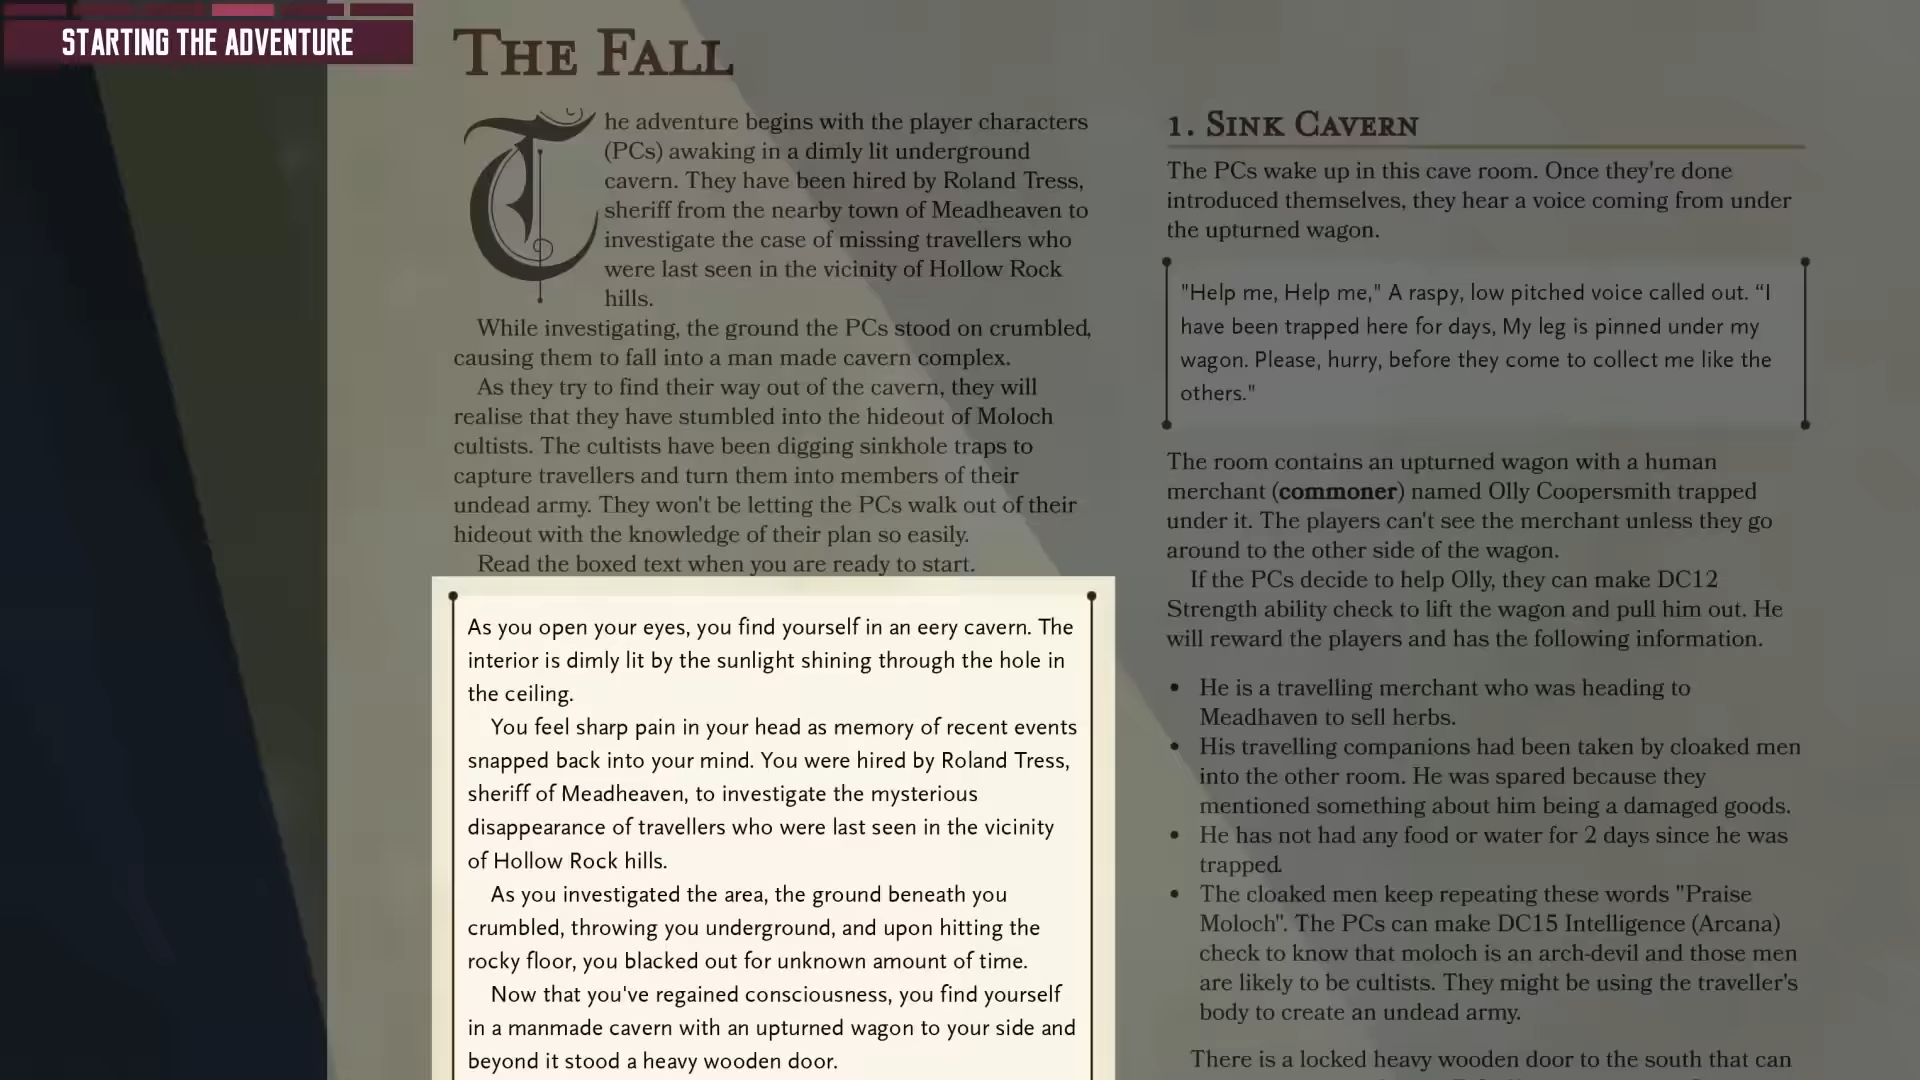 STARTING THE ADVENTURE
THE FALL
The adventure begins with the player characters
(PCs) awaking in a dimly lit underground
cavern. They have been hired by Roland Tress,
sheriff from the nearby town of Meadheaven to
investigate the case of missing travellers who
were last seen in the vicinity of Hollow Rock
hills.
While investigating, the ground the PCs stood on crumbled,
causing them to fall into a man made cavern complex.
As they try to find their way out of the cavern, they will
realise that they have stumbled into the hideout of Moloch
cultists. The cultists have been digging sinkhole traps to
capture travellers and turn them into members of their
undead army. They won't be letting the PCs walk out of their
hideout with the knowledge of their plan so easily.
Read the boxed text when you are ready to start.
As you open your eyes, you find yourself in an eery cavern. The
interior is dimly lit by the sunlight shining through the hole in
the ceiling.
You feel sharp pain in your head as memory of recent events
snapped back into your mind. You were hired by Roland Tress,
sheriff of Meadheaven, to investigate the mysterious
disappearance of travellers who were last seen in the vicinity
of Hollow Rock hills.
As you investigated the area, the ground beneath you
crumbled, throwing you underground, and upon hitting the
rocky floor, you blacked out for unknown amount of time.
Now that you've regained consciousness, you find yourself
in a manmade cavern with an upturned wagon to your side and
beyond it stood a heavy wooden door.
1. SINK CAVERN
The PCs wake up in this cave room. Once they're done
introduced themselves, they hear a voice coming from under
the upturned wagon.
"Help me, Help me," A raspy, low pitched voice called out. “I
have been trapped here for days, My leg is pinned under my
wagon. Please, hurry, before they come to collect me like the
others."
The room contains an upturned wagon with a human
merchant (commoner) named Olly Coopersmith trapped
under it. The players can't see the merchant unless they go
around to the other side of the wagon.
If the PCs decide to help Olly, they can make DC12
Strength ability check to lift the wagon and pull him out. He
will reward the players and has the following information.
• He is a travelling merchant who was heading to
Meadhaven to sell herbs.
• His travelling companions had been taken by cloaked men
into the other room. He was spared because they
mentioned something about him being a damaged goods.
• He has not had any food or water for 2 days since he was
trapped.
• The cloaked men keep repeating these words "Praise
Moloch". The PCs can make DC15 Intelligence (Arcana)
check to know that moloch is an arch-devil and those men
are likely to be cultists. They might be using the traveller's
body to create an undead army.
There is a locked heavy wooden door to the south that can